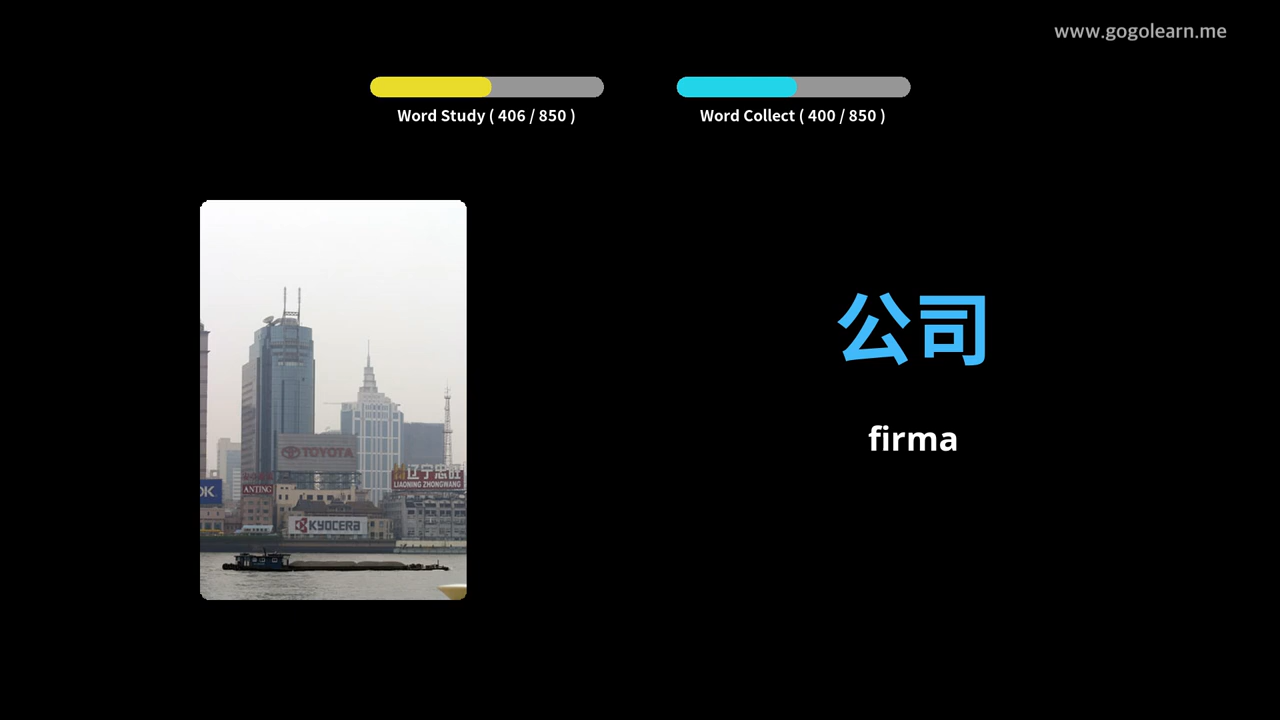 www.gogolearn.me
Word Study ( 406 / 850 )
Word Collect ( 400 / 850 )
公司
firma
TOYOTA
辽宁忠旺
LIAONING ZHONGWANG
ANTING
OK
KYOCERA